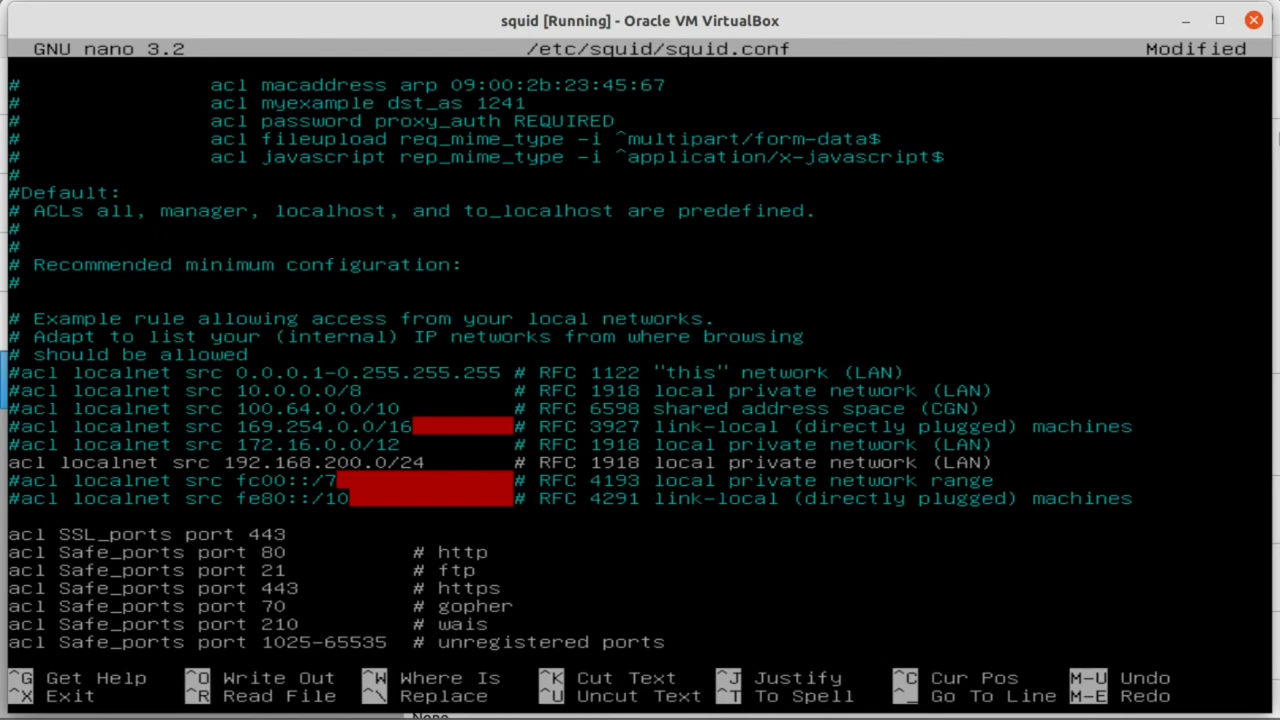 squid [Running] - Oracle VM VirtualBox
GNU nano 3.2 /etc/squid/squid.conf Modified
# acl macaddress arp 09:00:2b:23:45:67
# acl myexample dst_as 1241
# acl password proxy_auth REQUIRED
# acl fileupload req_mime_type -i ^multipart/form-data$
# acl javascript rep_mime_type -i ^application/x-javascript$
#
#Default:
# ACLs all, manager, localhost, and to_localhost are predefined.
#
#
# Recommended minimum configuration:
#
# Example rule allowing access from your local networks.
# Adapt to list your (internal) IP networks from where browsing
# should be allowed
#acl localnet src 0.0.0.1-0.255.255.255 # RFC 1122 "this" network (LAN)
#acl localnet src 10.0.0.0/8 # RFC 1918 local private network (LAN)
#acl localnet src 100.64.0.0/10 # RFC 6598 shared address space (CGN)
#acl localnet src 169.254.0.0/16 # RFC 3927 link-local (directly plugged) machines
#acl localnet src 172.16.0.0/12 # RFC 1918 local private network (LAN)
acl localnet src 192.168.200.0/24 # RFC 1918 local private network (LAN)
#acl localnet src fc00::/7 # RFC 4193 local private network range
#acl localnet src fe80::/10 # RFC 4291 link-local (directly plugged) machines
acl SSL_ports port 443
acl Safe_ports port 80 # http
acl Safe_ports port 21 # ftp
acl Safe_ports port 443 # https
acl Safe_ports port 70 # gopher
acl Safe_ports port 210 # wais
acl Safe_ports port 1025-65535 # unregistered ports
^G Get Help ^O Write Out ^W Where Is ^K Cut Text ^J Justify ^C Cur Pos M-U Undo
^X Exit ^R Read File ^\ Replace ^U Uncut Text ^T To Spell ^_ Go To Line M-E Redo
None